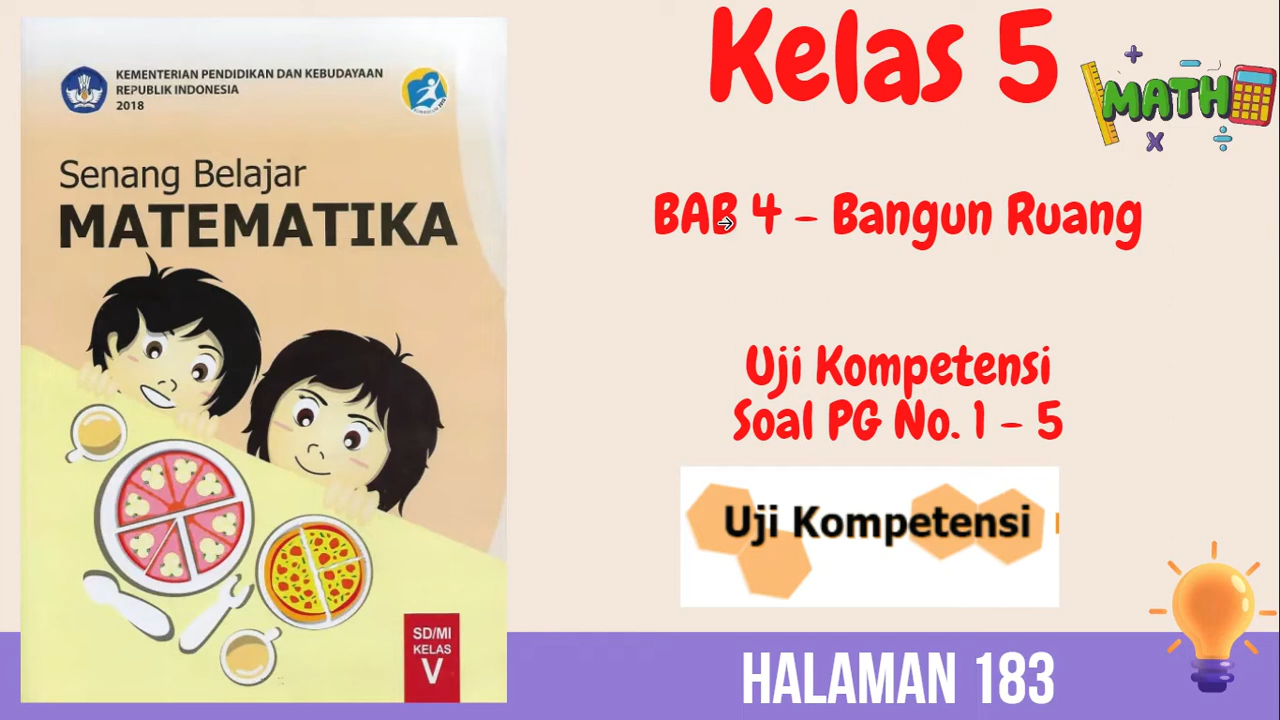 KEMENTERIAN PENDIDIKAN DAN KEBUDAYAAN
REPUBLIK INDONESIA
2018
Senang Belajar
MATEMATIKA
SD/MI
KELAS
V
Kelas 5
MATH
BAB 4 - Bangun Ruang
Uji Kompetensi
Soal PG No. 1 - 5
Uji Kompetensi
HALAMAN 183